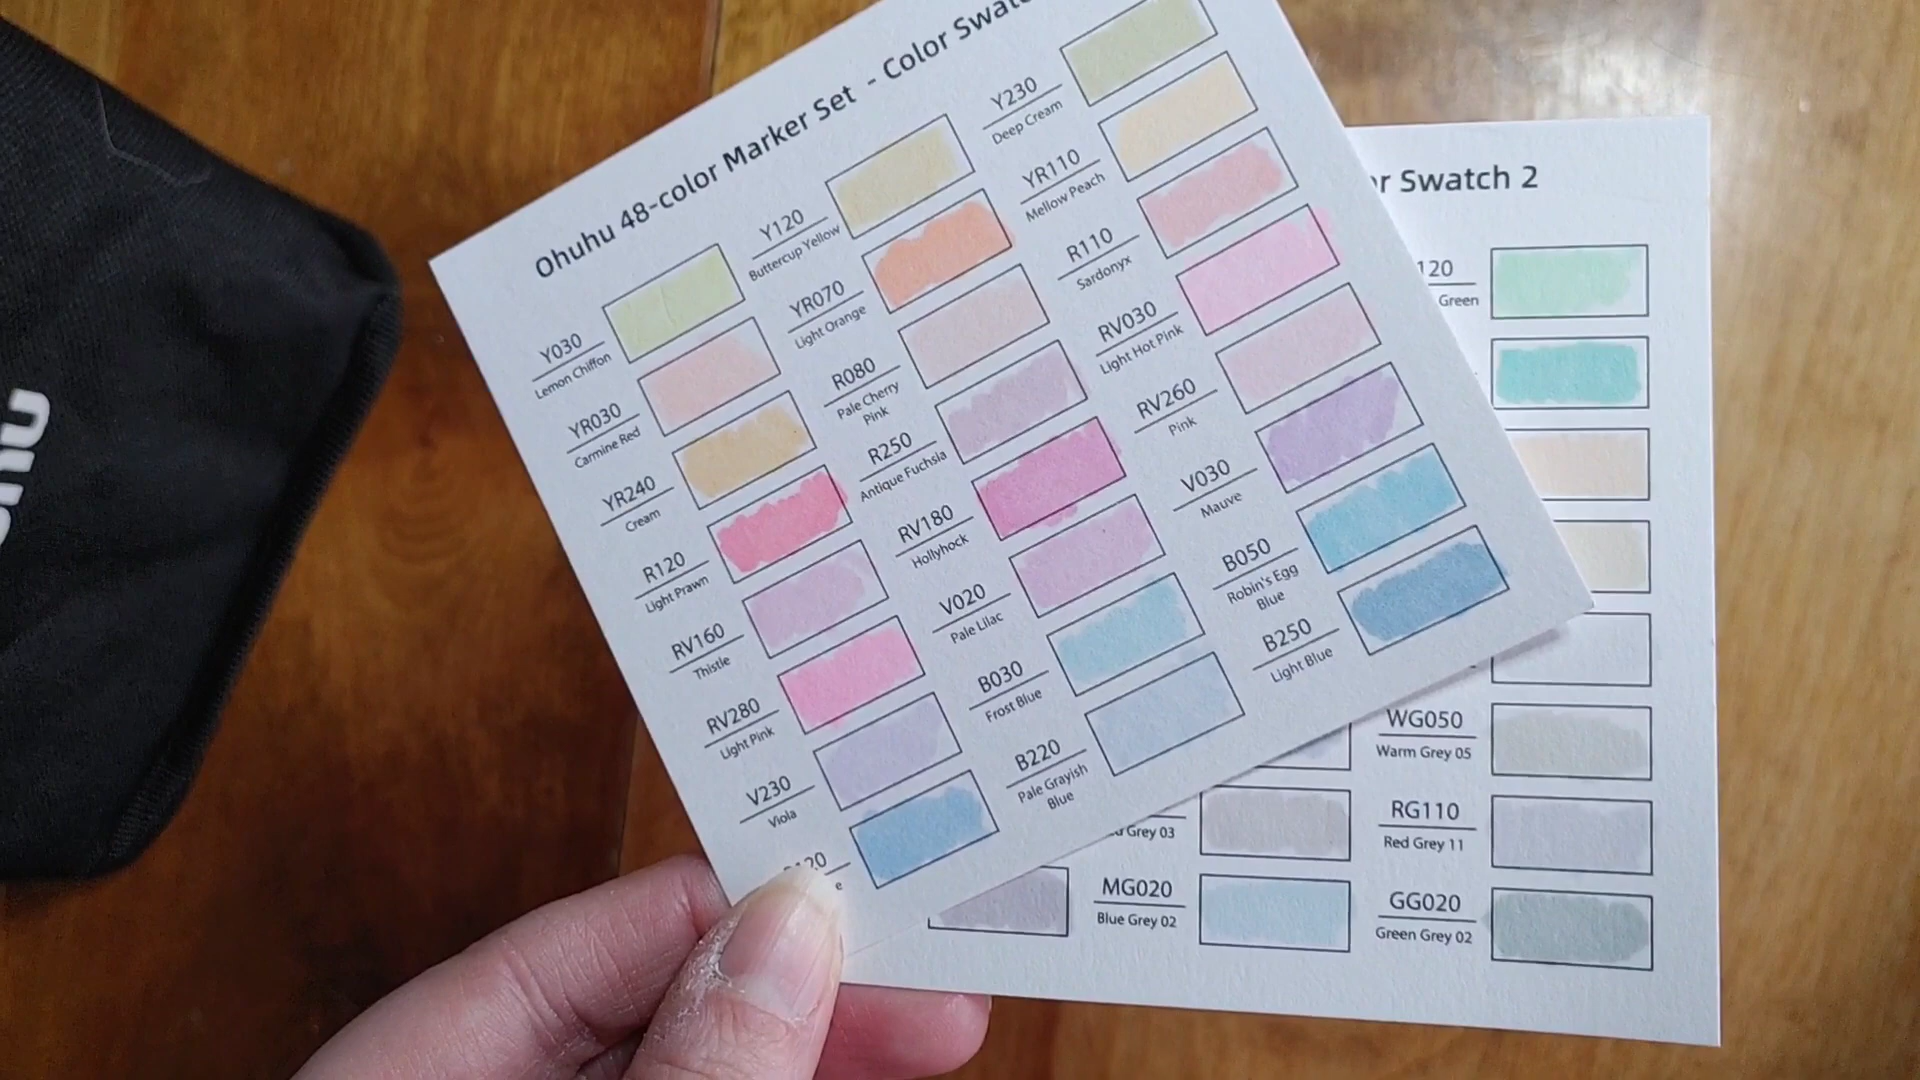 Ohuhu 48-color Marker Set - Color
Y030
Lemon Chiffon
Y120
Buttercup Yellow
Y230
Deep Cream
YR030
Carmine Red
YR070
Light Orange
YR110
Mellow Peach
YR240
Cream
R080
Pale Cherry
Pink
R110
Sardonyx
R120
Light Prawn
R250
Antique Fuchsia
RV030
Light Hot Pink
RV160
Thistle
RV180
Hollyhock
RV260
Pink
RV280
Light Pink
V020
Pale Lilac
V030
Mauve
V230
Viola
B030
Frost Blue
B050
Robin's Egg
Blue
B220
Pale Grayish
Blue
B250
Light Blue
Swatch 2
120
Green
WG050
Warm Grey 05
Grey 03
RG110
Red Grey 11
MG020
Blue Grey 02
GG020
Green Grey 02